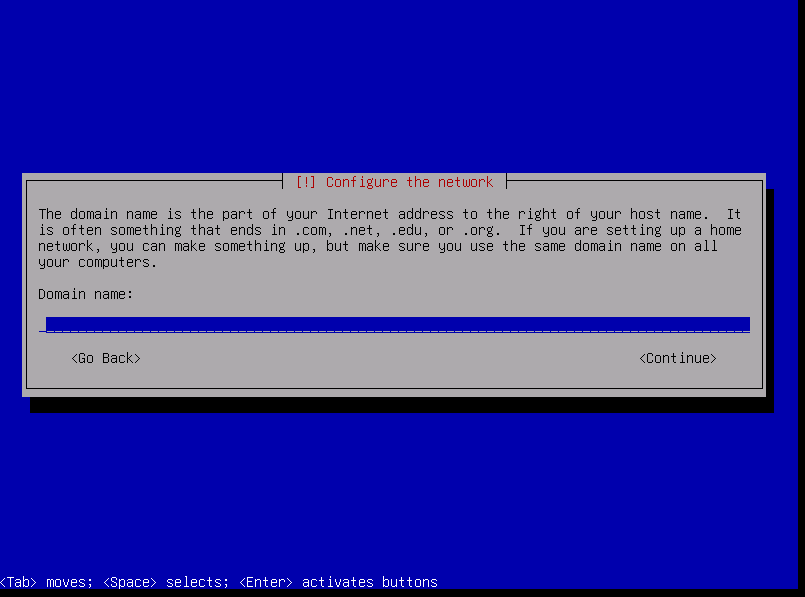 [!] Configure the network
The domain name is the part of your Internet address to the right of your host name.  It
is often something that ends in .com, .net, .edu, or .org.  If you are setting up a home
network, you can make something up, but make sure you use the same domain name on all
your computers.
Domain name:
<Go Back> <Continue>
<Tab> moves; <Space> selects; <Enter> activates buttons